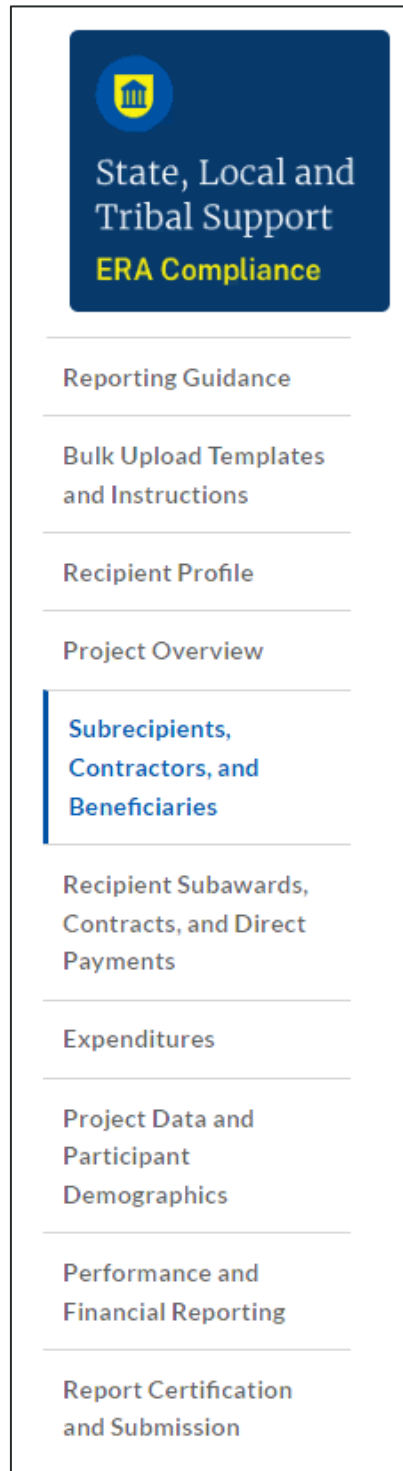 State, Local and
Tribal Support
ERA Compliance
Reporting Guidance
Bulk Upload Templates
and Instructions
Recipient Profile
Project Overview
Subrecipients,
Contractors, and
Beneficiaries
Recipient Subawards,
Contracts, and Direct
Payments
Expenditures
Project Data and
Participant
Demographics
Performance and
Financial Reporting
Report Certification
and Submission